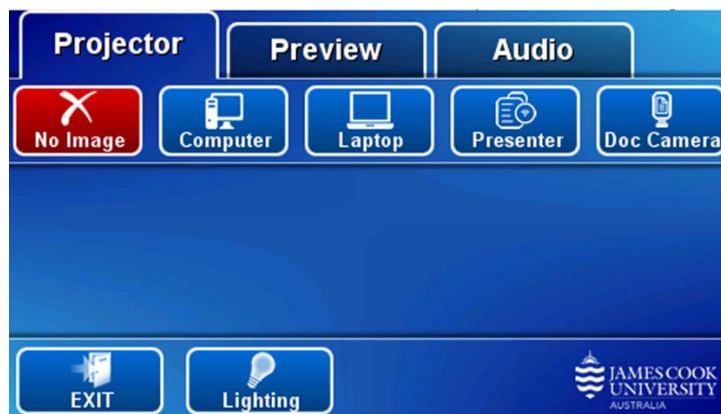 Projector
Preview
Audio
No Image
Computer
Laptop
Presenter
Doc Camera
EXIT
Lighting
JAMES COOK
UNIVERSITY
AUSTRALIA